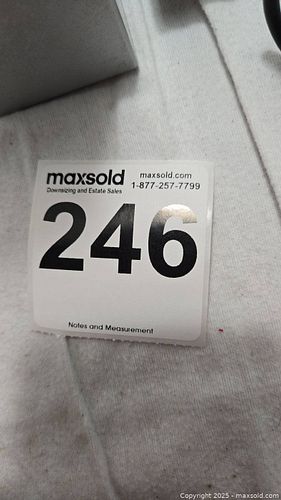 maxsold maxsold.com
Downsizing and Estate Sales 1-877-257-7799
246
Notes and Measurement
Copyright 2025 - maxsold.com